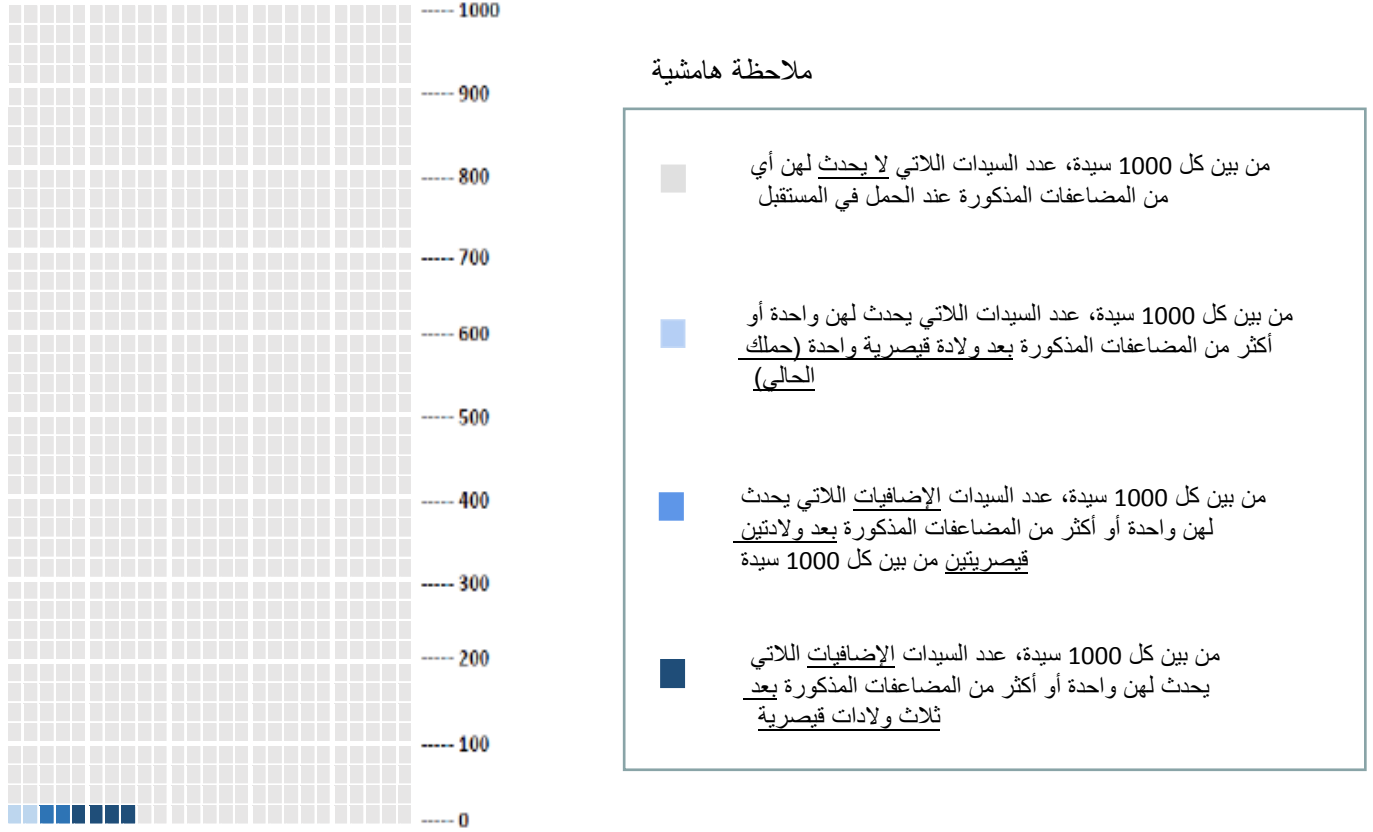 1000 -----
900 -----
800 -----
700 -----
600 -----
500 -----
400 -----
300 -----
200 -----
100 -----
0 -----
ملاحظة هامشية
من بين كل 1000 سيدة، عدد السيدات اللاتي لا يحدث لهن أي
من المضاعفات المذكورة عند الحمل في المستقبل
من بين كل 1000 سيدة، عدد السيدات اللاتي يحدث لهن واحدة أو
أكثر من المضاعفات المذكورة بعد ولادة قيصرية واحدة (حملك
الحالي)
من بين كل 1000 سيدة، عدد السيدات الإضافيات اللاتي يحدث
لهن واحدة أو أكثر من المضاعفات المذكورة بعد ولادتين
قيصريتين من بين كل 1000 سيدة
من بين كل 1000 سيدة، عدد السيدات الإضافيات اللاتي
يحدث لهن واحدة أو أكثر من المضاعفات المذكورة بعد
ثلاث ولادات قيصرية